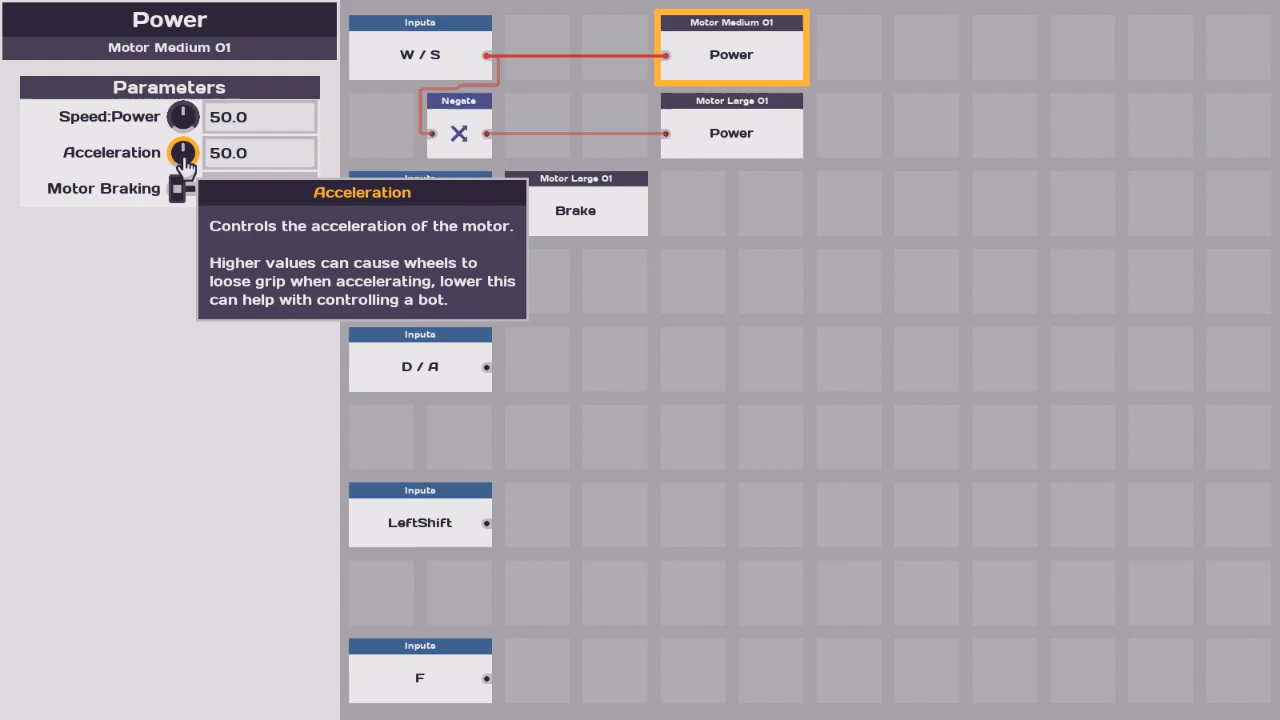 Power
Motor Medium 01
Parameters
Speed:Power 50.0
Acceleration 50.0
Motor Braking
Acceleration
Controls the acceleration of the motor.
Higher values can cause wheels to
loose grip when accelerating, lower this
can help with controlling a bot.
Inputs
W / S
Motor Medium 01
Power
Negate
Motor Large 01
Power
Inputs
Motor Large 01
Brake
Inputs
D / A
Inputs
LeftShift
Inputs
F